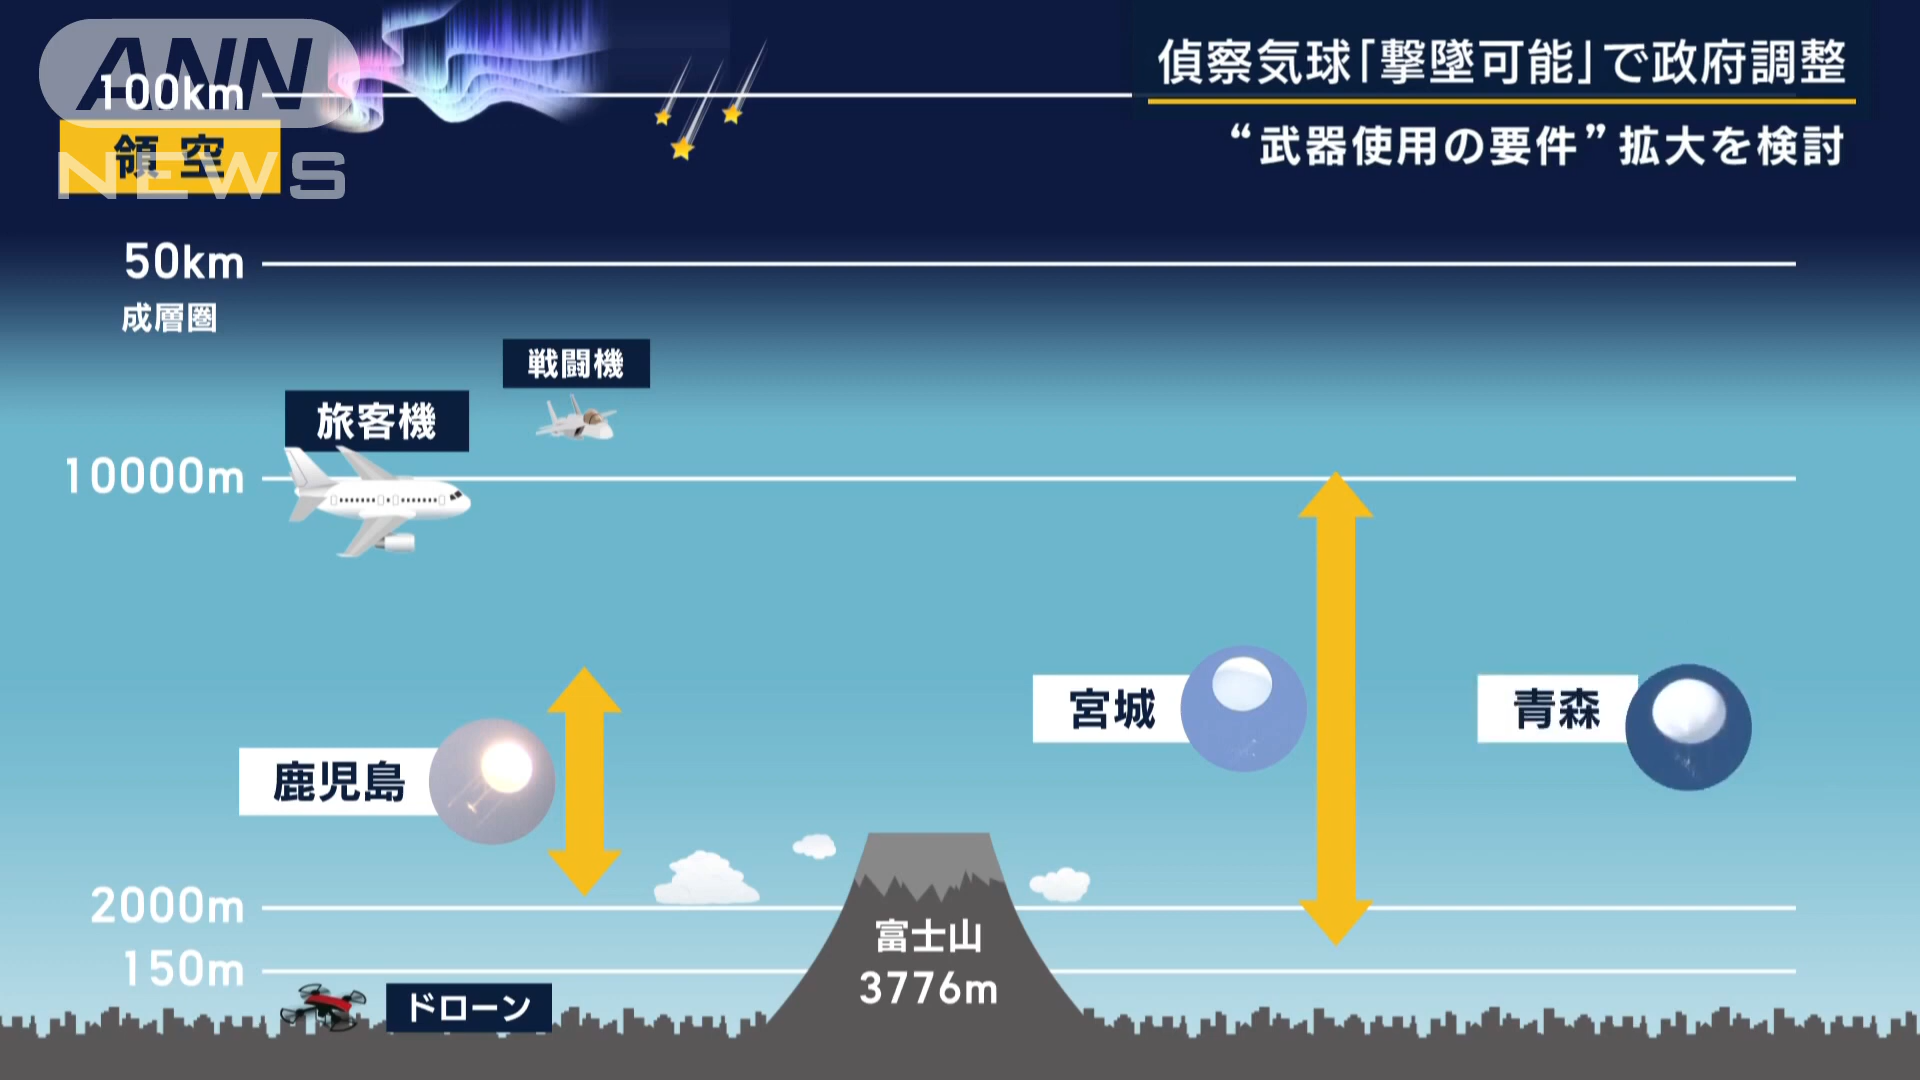 ANN
NEWS
偵察気球「撃墜可能」で政府調整
“武器使用の要件”拡大を検討
100km
領空
50km
成層圏
戦闘機
旅客機
10000m
宮城
青森
鹿児島
2000m
富士山
150m
3776m
ドローン